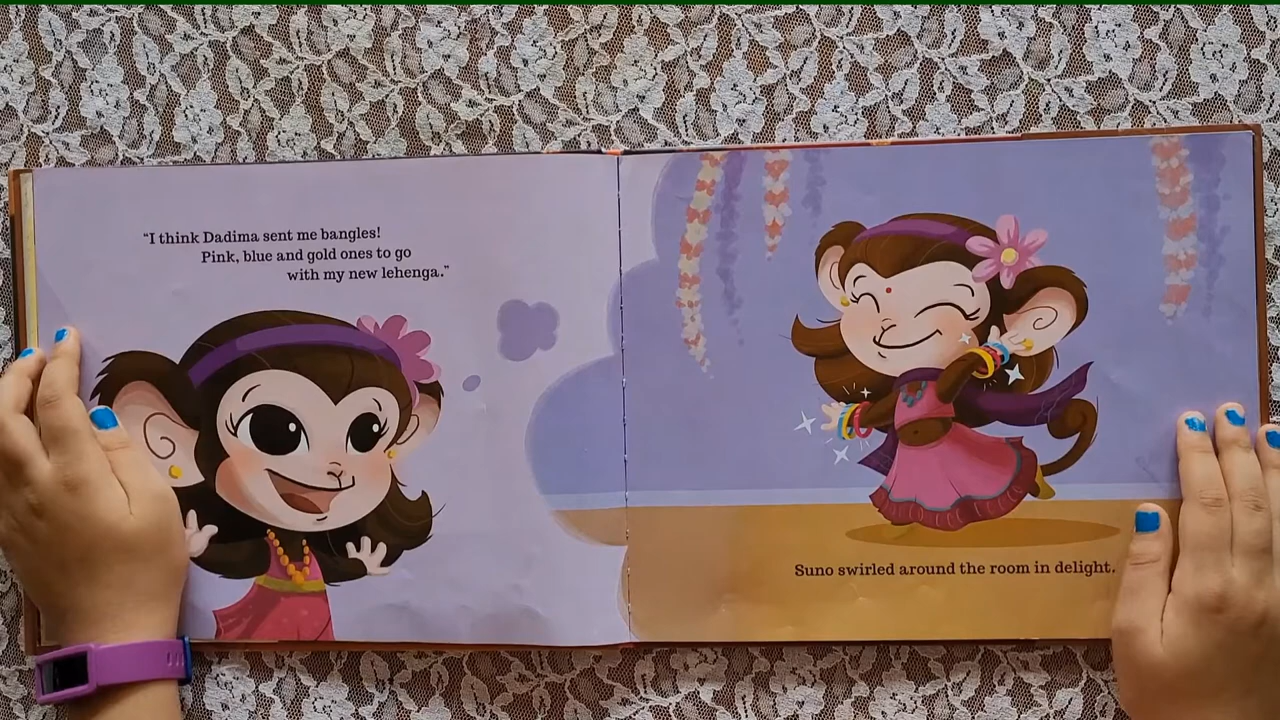 “I think Dadima sent me bangles!
Pink, blue and gold ones to go
with my new lehenga.”
Suno swirled around the room in delight.